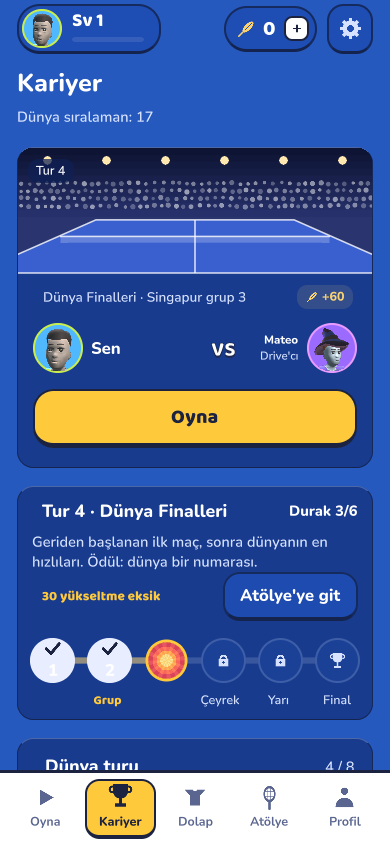 Sv 1
0
+
Kariyer
Dünya sıralaman: 17
Tur 4
Dünya Finalleri · Singapur grup 3
+60
Sen
VS
Mateo
Drive'cı
Oyna
Tur 4 · Dünya Finalleri
Durak 3/6
Geriden başlanan ilk maç, sonra dünyanın en
hızlıları. Ödül: dünya bir numarası.
30 yükseltme eksik
Atölye'ye git
1
2
Grup
Çeyrek
Yarı
Final
Dünya turu
4 / 8
Oyna
Kariyer
Dolap
Atölye
Profil